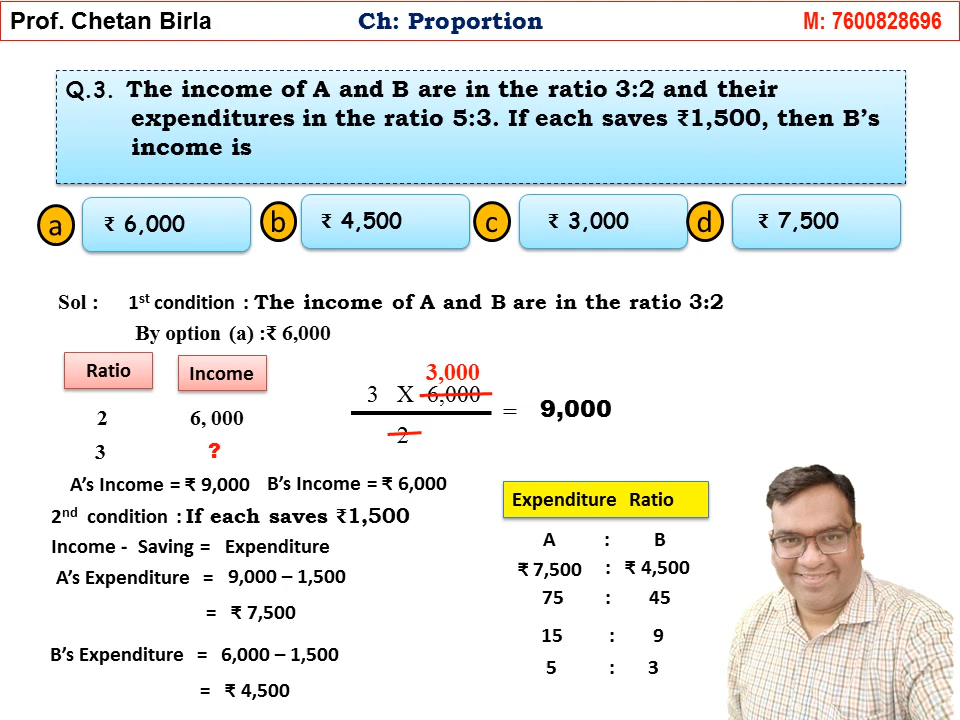 Prof. Chetan Birla Ch: Proportion M: 7600828696
Q.3. The income of A and B are in the ratio 3:2 and their
expenditures in the ratio 5:3. If each saves ₹1,500, then B's
income is
a ₹ 6,000 b ₹ 4,500 c ₹ 3,000 d ₹ 7,500
Sol : 1st condition : The income of A and B are in the ratio 3:2
By option (a) :₹ 6,000
Ratio Income
2 6, 000
3 ?
3,000
3 X 6,000
2
= 9,000
A's Income = ₹ 9,000 B's Income = ₹ 6,000
2nd condition : If each saves ₹1,500
Income - Saving = Expenditure
A's Expenditure = 9,000 – 1,500
= ₹ 7,500
B's Expenditure = 6,000 – 1,500
= ₹ 4,500
Expenditure Ratio
A : B
₹ 7,500 : ₹ 4,500
75 : 45
15 : 9
5 : 3